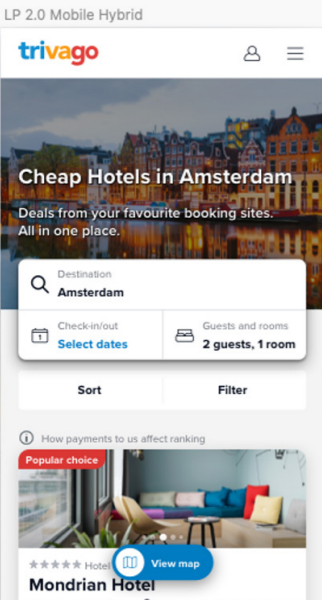 LP 2.0 Mobile Hybrid
trivago
Cheap Hotels in Amsterdam
Deals from your favourite booking sites.
All in one place.
Destination
Amsterdam
Check-in/out
Select dates
Guests and rooms
2 guests, 1 room
1
Sort
Filter
How payments to us affect ranking
Popular choice
Hotel
View map
Mondrian Hotel